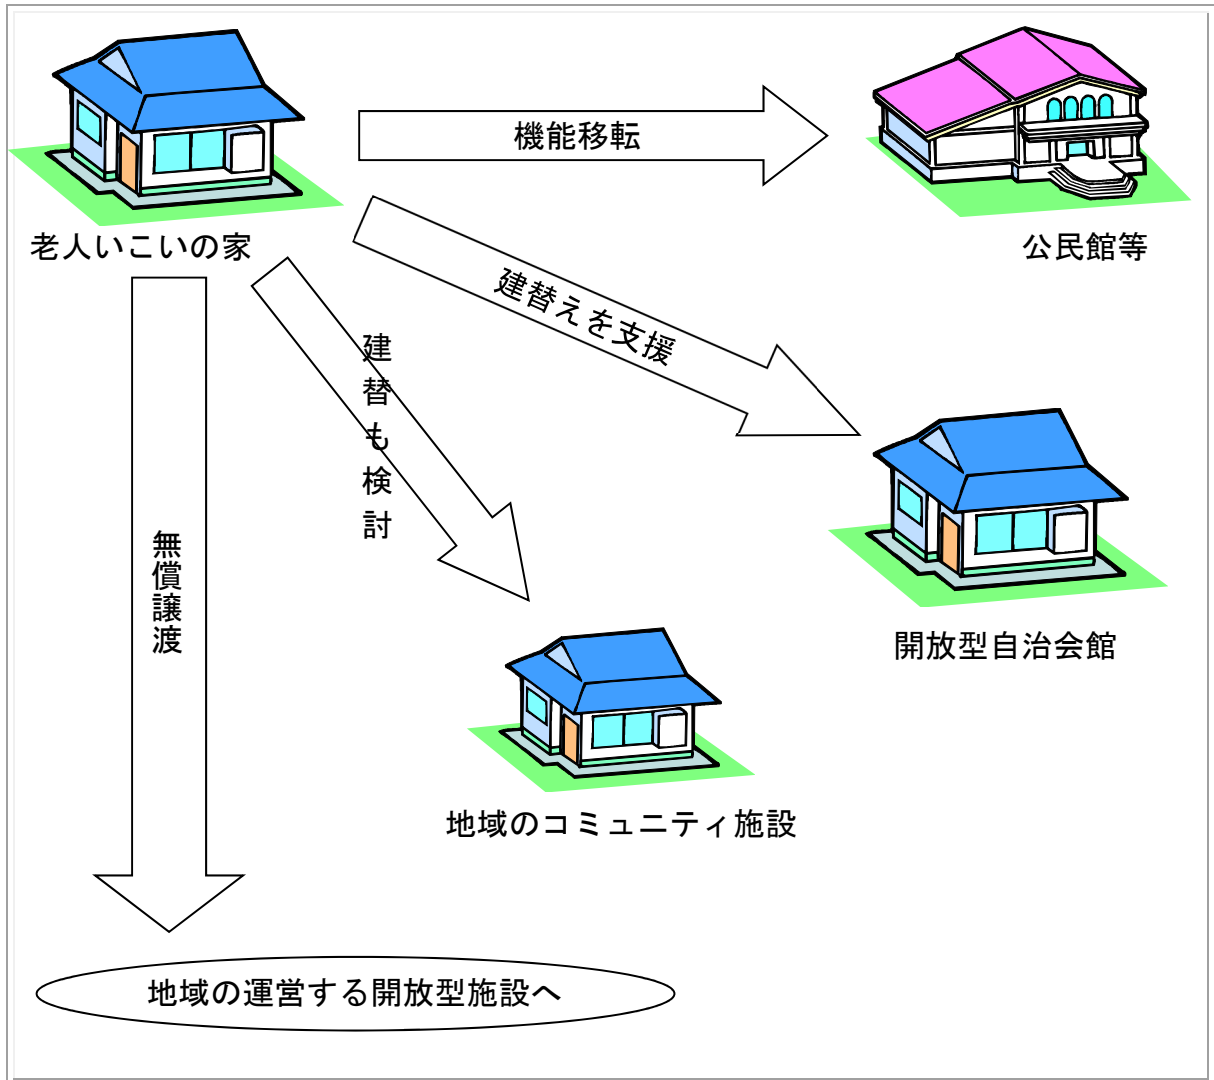 機能移転
老人いこいの家
公民館等
建替えを支援
建替も検討
無償譲渡
開放型自治会館
地域のコミュニティ施設
地域の運営する開放型施設へ